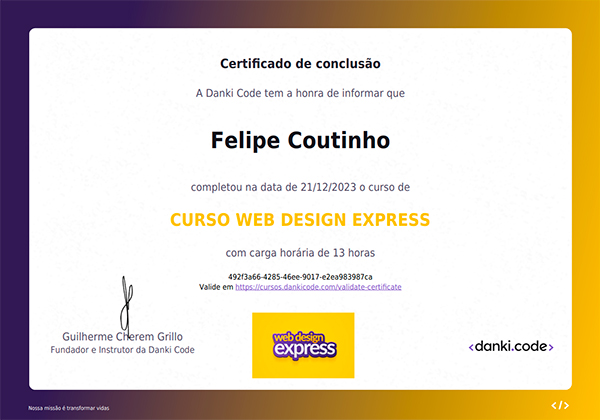 Certificado de conclusão
A Danki Code tem a honra de informar que
Felipe Coutinho
completou na data de 21/12/2023 o curso de
CURSO WEB DESIGN EXPRESS
com carga horária de 13 horas
492f3a66-4285-46ee-9017-e2ea983987ca
Valide em https://cursos.dankicode.com/validate-certificate
Guilherme Cherem Grillo
Fundador e Instrutor da Danki Code
web design
express
<danki.code>
Nossa missão é transformar vidas
</>